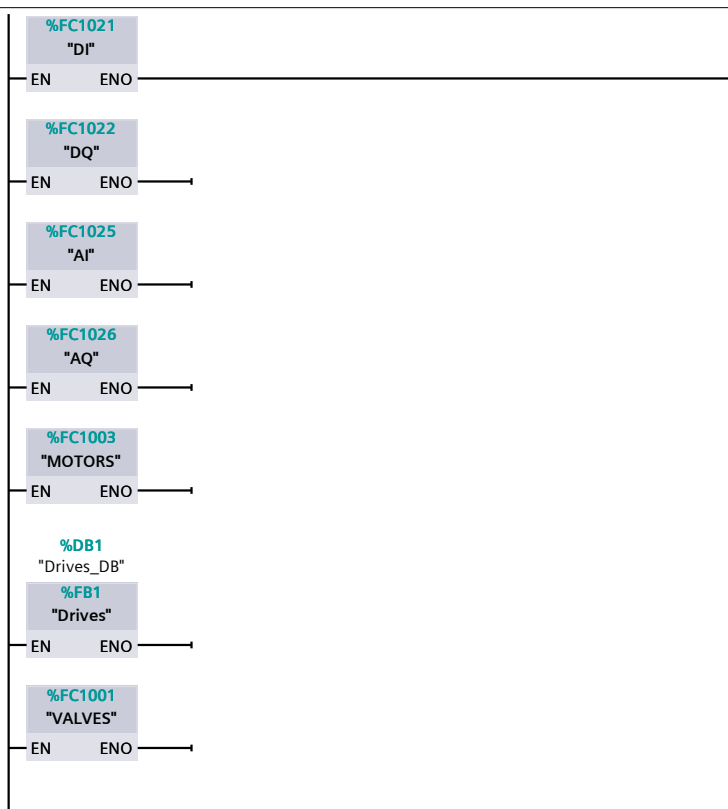 %FC1021
"DI"
EN ENO
%FC1022
"DQ"
EN ENO
%FC1025
"AI"
EN ENO
%FC1026
"AQ"
EN ENO
%FC1003
"MOTORS"
EN ENO
%DB1
"Drives_DB"
%FB1
"Drives"
EN ENO
%FC1001
"VALVES"
EN ENO